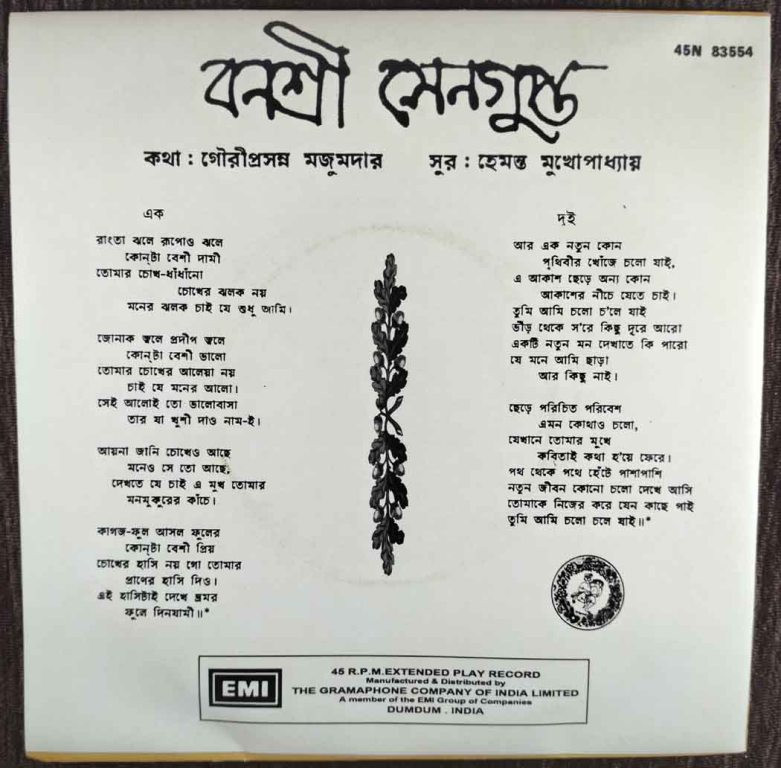 45N 83554
বনশ্রী সেনগুপ্ত
কথা : গৌরীপ্রসন্ন মজুমদার সুর : হেমন্ত মুখোপাধ্যায়
এক
রাংতা ঝলে রূপোও ঝলে
কোন্‌টা বেশী দামী
তোমার চোখ-ধাঁধাঁনো
চোখের ঝলক নয়
মনের ঝলক চাই যে শুধু আমি।
জোনাক জ্বলে প্রদীপ জ্বলে
কোন্‌টা বেশী ভালো
তোমার চোখের আলেয়া নয়
চাই যে মনের আলো।
সেই আলোই তো ভালোবাসা
তার যা খুশী দাও নাম-ই।
আয়না জানি চোখেও আছে
মনেও সে তো আছে,
দেখতে যে চাই এ মুখ তোমার
মনমুকুরের কাঁচে।
কাগজ-ফুল আসল ফুলের
কোন্‌টা বেশী প্রিয়
চোখের হাসি নয় গো তোমার
প্রাণের হাসি দিও।
এই হাসিটাই দেখে ভ্রমর
ফুলে দিনযামী॥*
দুই
আর এক নতুন কোন
পৃথিবীর খোঁজে চলো যাই,
এ আকাশ ছেড়ে অন্য কোন
আকাশের নীচে যেতে চাই।
তুমি আমি চলো চ'লে যাই
ভীঁড় থেকে স'রে কিছু দূরে আরো
একটি নতুন মন দেখাতে কি পারো
যে মনে আমি ছাড়া
আর কিছু নাই।
ছেড়ে পরিচিত পরিবেশ
এমন কোথাও চলো,
যেখানে তোমার মুখে
কবিতাই কথা হ'য়ে ফেরে।
পথ থেকে পথে হেঁটে পাশাপাশি
নতুন জীবন কোনো চলো দেখে আসি
তোমাকে নিজের করে যেন কাছে পাই
তুমি আমি চলো চলে যাই॥*
EMI
45 R.P.M.EXTENDED PLAY RECORD
Manufactured & Distributed by
THE GRAMAPHONE COMPANY OF INDIA LIMITED
A member of the EMI Group of Companies
DUMDUM . INDIA